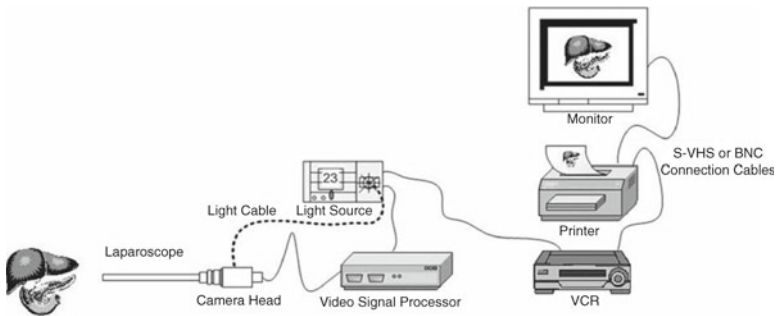 Monitor
S-VHS or BNC
Connection Cables
23
Light Cable
Light Source
Printer
Laparoscope
Camera Head
Video Signal Processor
VCR